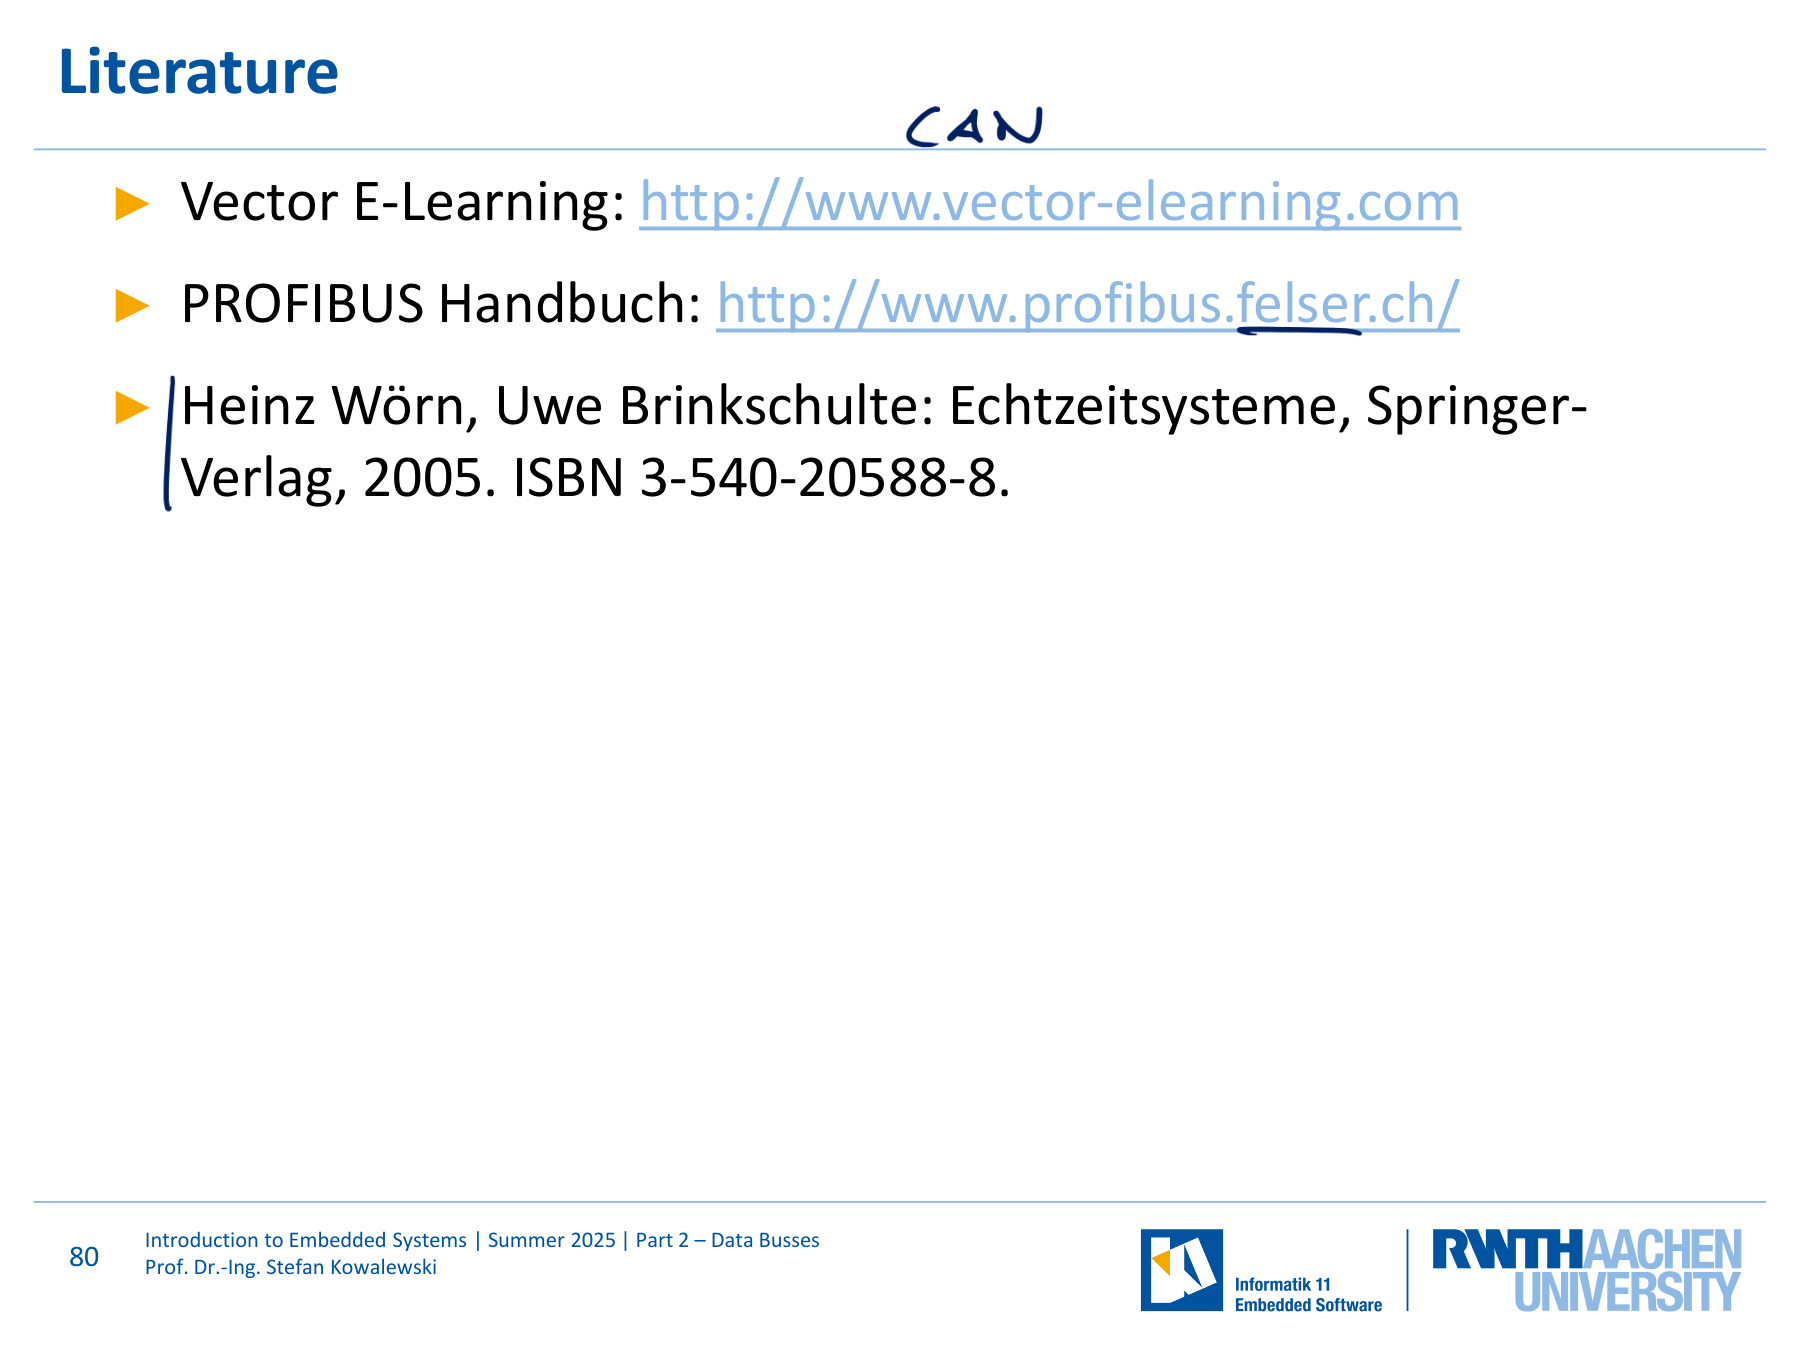 Literature
CAN
► Vector E-Learning: http://www.vector-elearning.com
► PROFIBUS Handbuch: http://www.profibus.felser.ch/
► Heinz Wörn, Uwe Brinkschulte: Echtzeitsysteme, Springer-
Verlag, 2005. ISBN 3-540-20588-8.
80
Introduction to Embedded Systems | Summer 2025 | Part 2 – Data Busses
Prof. Dr.-Ing. Stefan Kowalewski
Informatik 11
Embedded Software
RWTHAACHEN
UNIVERSITY